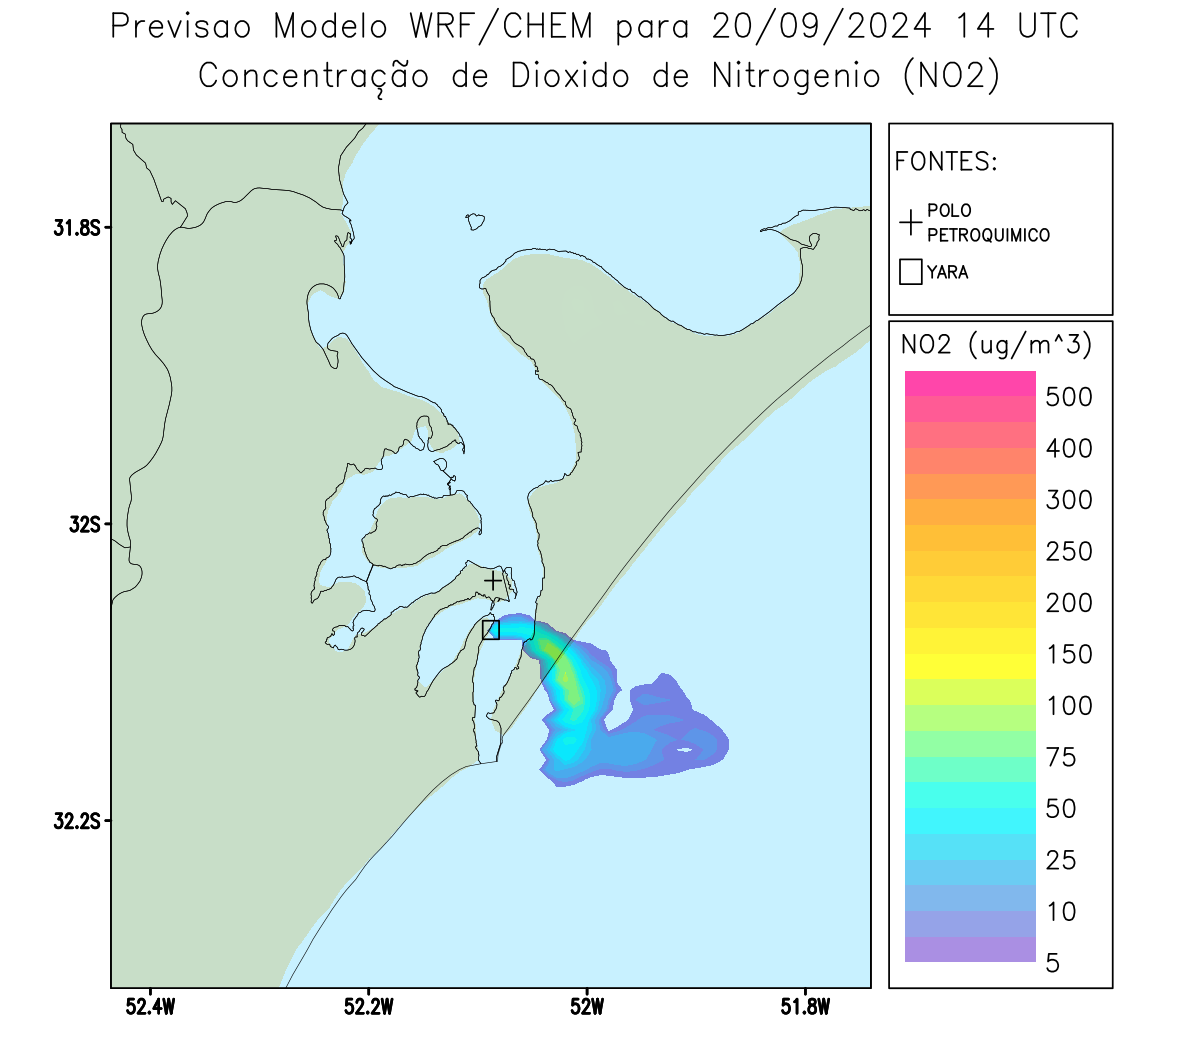 Previsao Modelo WRF/CHEM para 20/09/2024 14 UTC
Concentração de Dioxido de Nitrogenio (NO2)
FONTES:
POLO
PETROQUIMICO
YARA
NO2 (ug/m^3)
500
400
300
250
200
150
100
75
50
25
10
5
31.8S
32S
32.2S
52.4W
52.2W
52W
51.8W